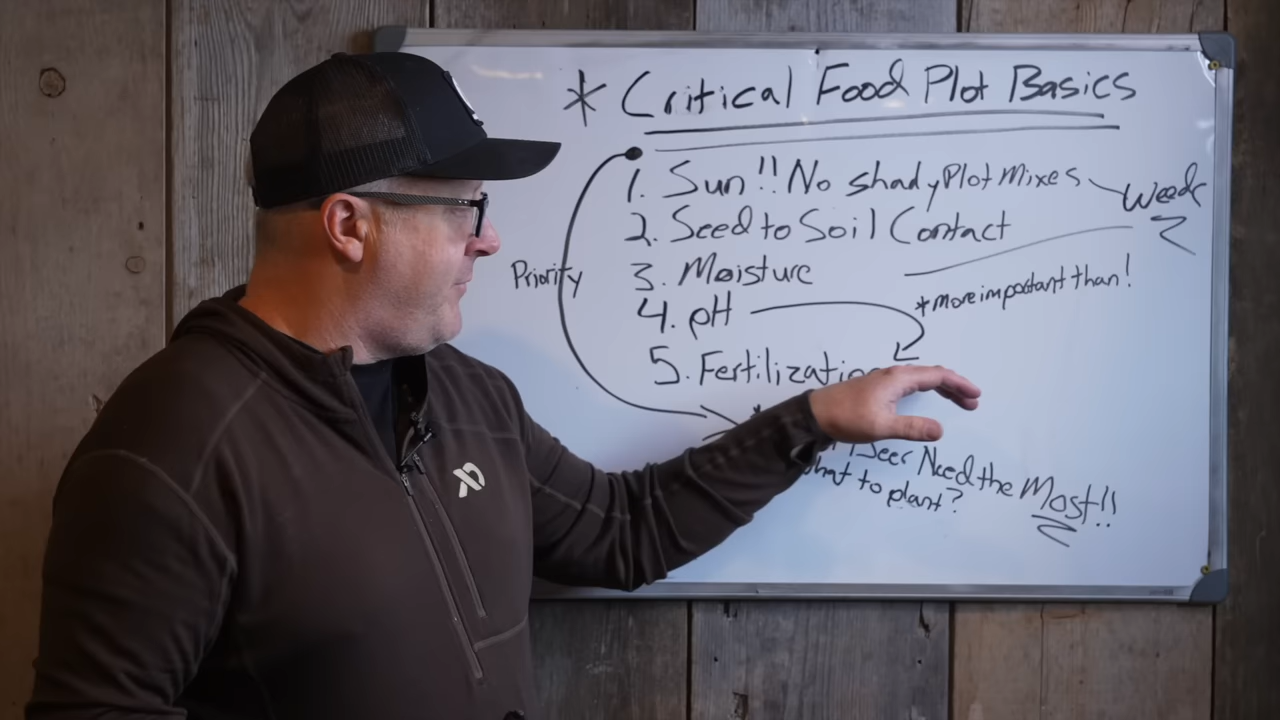 * Critical Food Plot Basics
1. Sun!! No shady Plot Mixes
Weeds
2. Seed to Soil Contact
3. Moisture
Priority
*More important than!
4. pH
5. Fertilization
Deer Need the Most!!
what to plant?